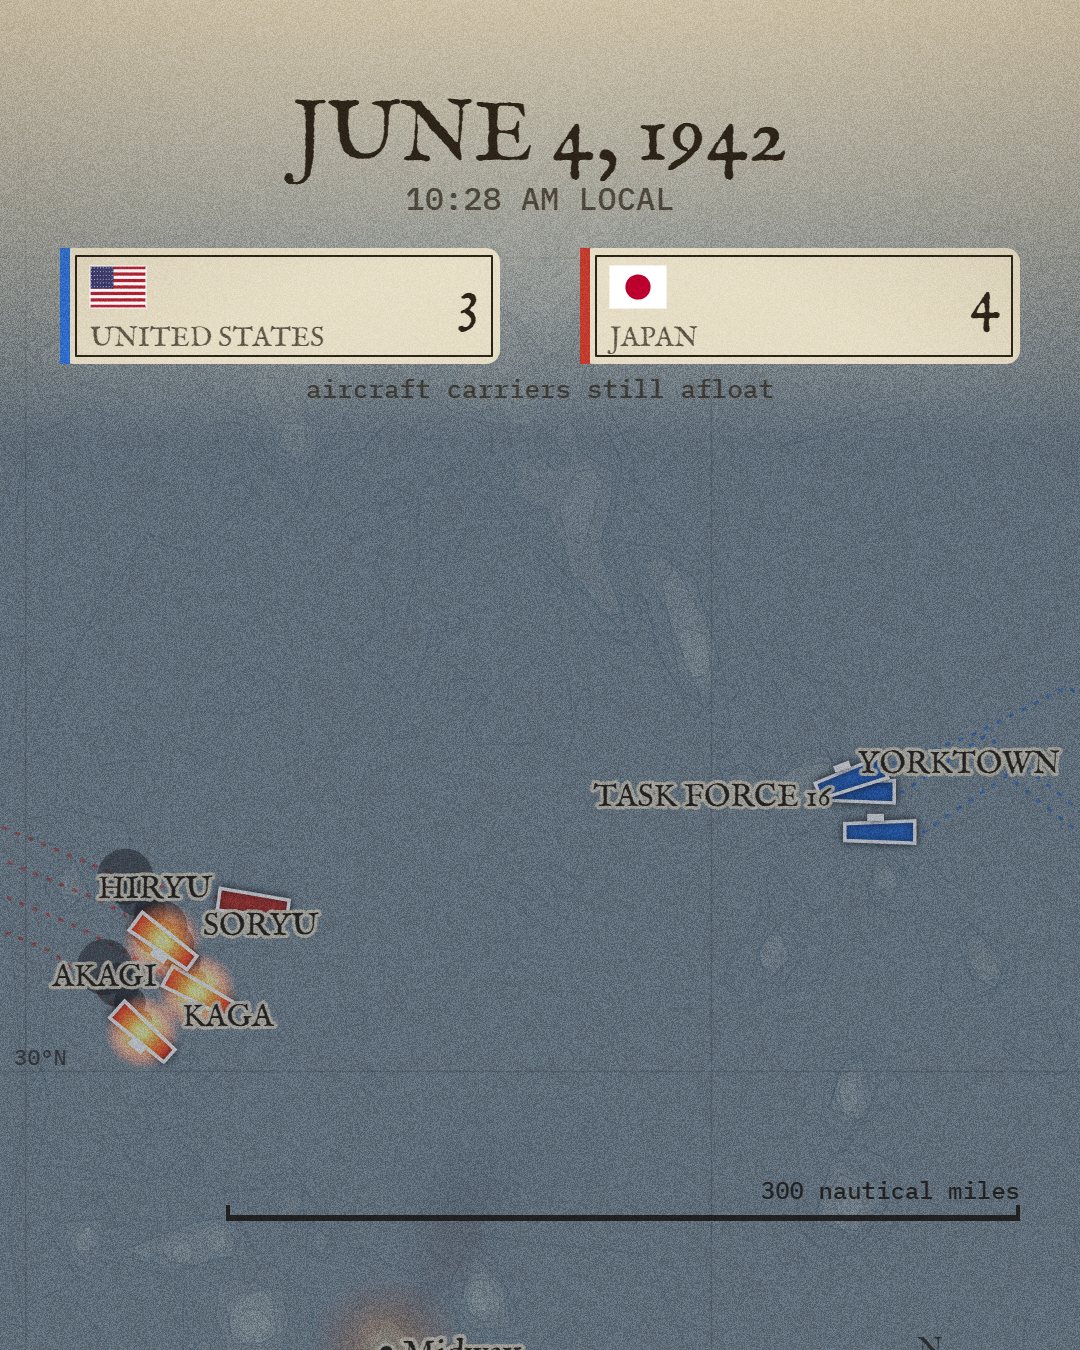 JUNE 4, 1942
10:28 AM LOCAL
3
UNITED STATES
4
JAPAN
aircraft carriers still afloat
YORKTOWN
TASK FORCE 16
HIRYU
SORYU
AKAGI
KAGA
30°N
300 nautical miles
Midway
N